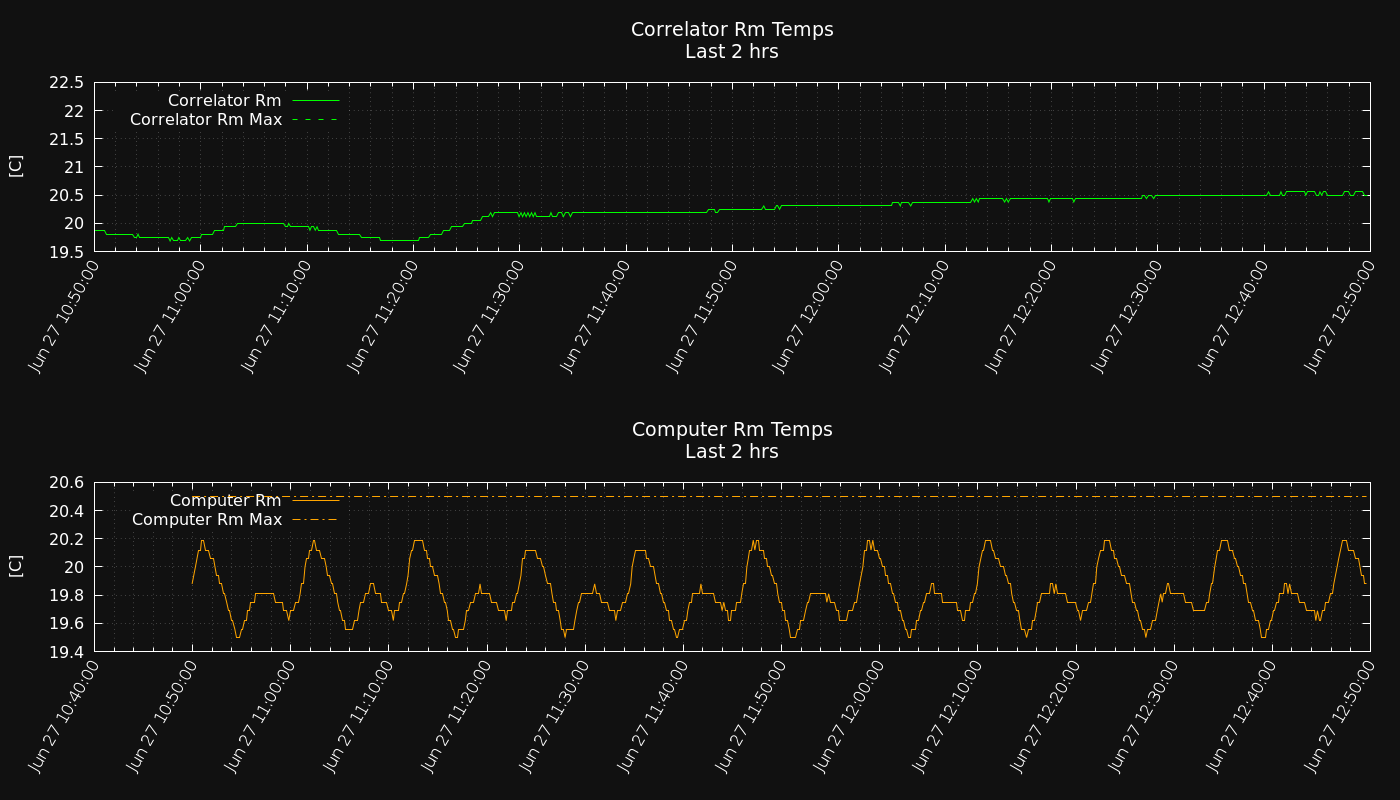 Correlator Rm Temps
Last 2 hrs
[C]
22.5
22
21.5
21
20.5
20
19.5
Correlator Rm
Correlator Rm Max
Jun 27 10:50:00
Jun 27 11:00:00
Jun 27 11:10:00
Jun 27 11:20:00
Jun 27 11:30:00
Jun 27 11:40:00
Jun 27 11:50:00
Jun 27 12:00:00
Jun 27 12:10:00
Jun 27 12:20:00
Jun 27 12:30:00
Jun 27 12:40:00
Jun 27 12:50:00
Computer Rm Temps
Last 2 hrs
[C]
20.6
20.4
20.2
20
19.8
19.6
19.4
Computer Rm
Computer Rm Max
Jun 27 10:40:00
Jun 27 10:50:00
Jun 27 11:00:00
Jun 27 11:10:00
Jun 27 11:20:00
Jun 27 11:30:00
Jun 27 11:40:00
Jun 27 11:50:00
Jun 27 12:00:00
Jun 27 12:10:00
Jun 27 12:20:00
Jun 27 12:30:00
Jun 27 12:40:00
Jun 27 12:50:00